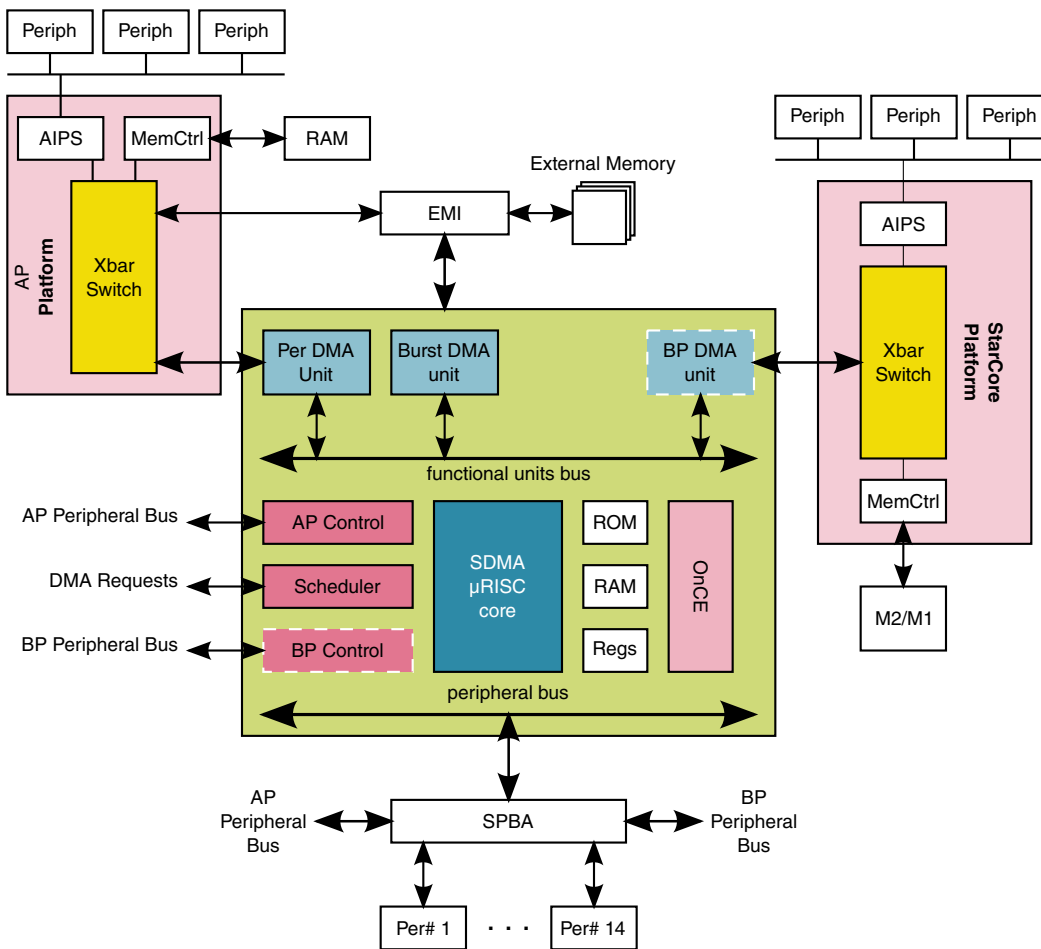 Periph
Periph
Periph
AIPS
MemCtrl
RAM
Periph
Periph
Periph
External Memory
EMI
AIPS
AP
Platform
Xbar
Switch
Per DMA
Unit
Burst DMA
unit
BP DMA
unit
Xbar
Switch
StarCore
Platform
functional units bus
MemCtrl
AP Peripheral Bus
AP Control
ROM
DMA Requests
Scheduler
SDMA
µRISC
core
RAM
OnCE
M2/M1
BP Peripheral Bus
BP Control
Regs
peripheral bus
AP
Peripheral
Bus
SPBA
BP
Peripheral
Bus
Per# 1
· · ·
Per# 14